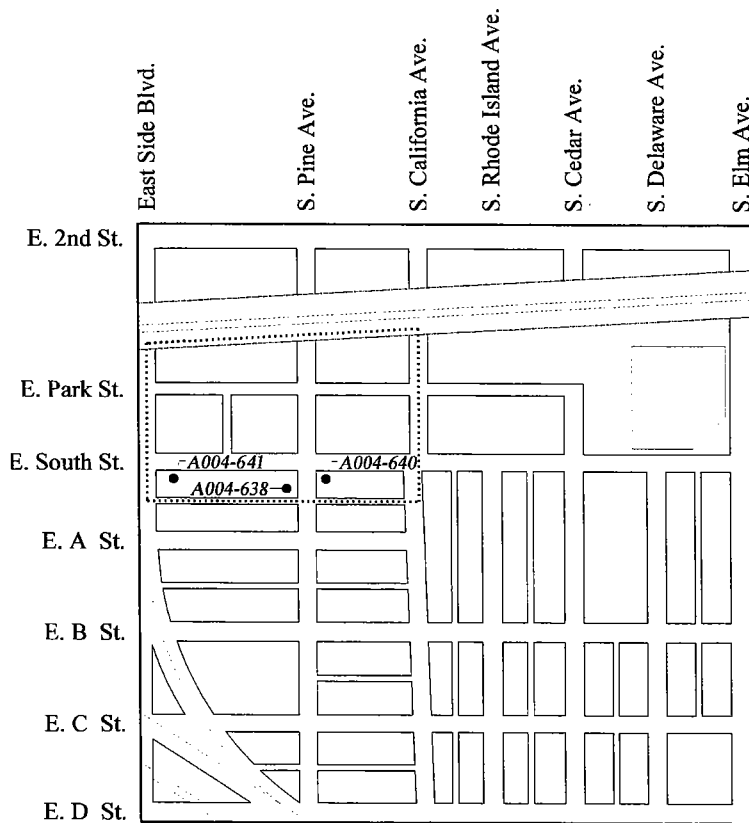 East Side Blvd.
S. Pine Ave.
S. California Ave.
S. Rhode Island Ave.
S. Cedar Ave.
S. Delaware Ave.
S. Elm Ave.
E. 2nd St.
E. Park St.
E. South St.
A004-641
A004-640
A004-638
E. A St.
E. B St.
E. C St.
E. D St.